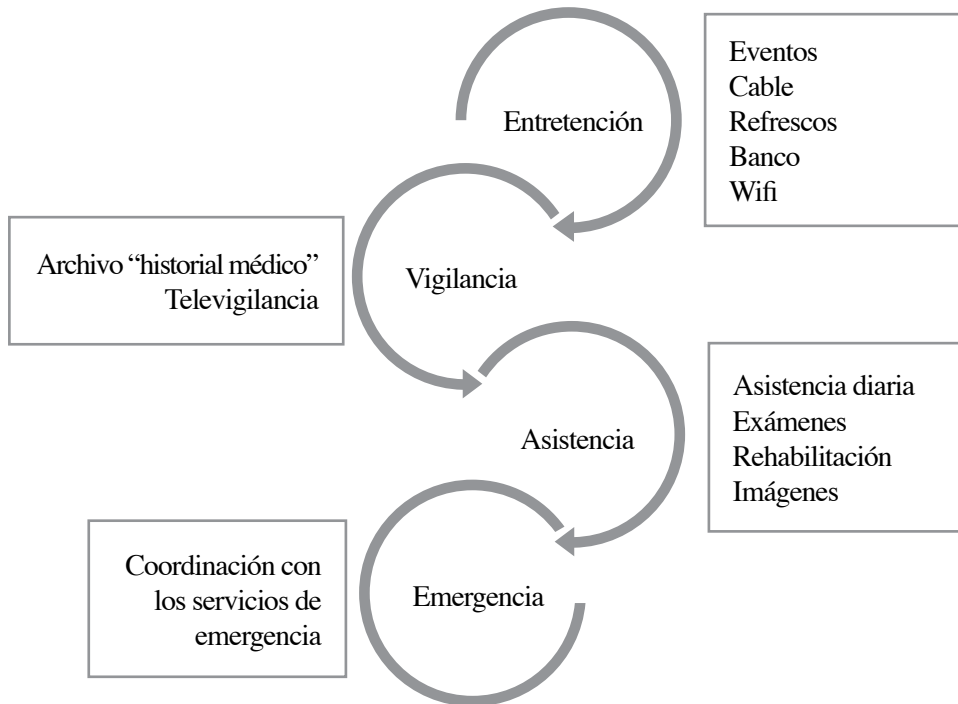 Entretención
Eventos
Cable
Refrescos
Banco
Wifi
Archivo “historial médico”
Televigilancia
Vigilancia
Asistencia
Asistencia diaria
Exámenes
Rehabilitación
Imágenes
Coordinación con
los servicios de
emergencia
Emergencia